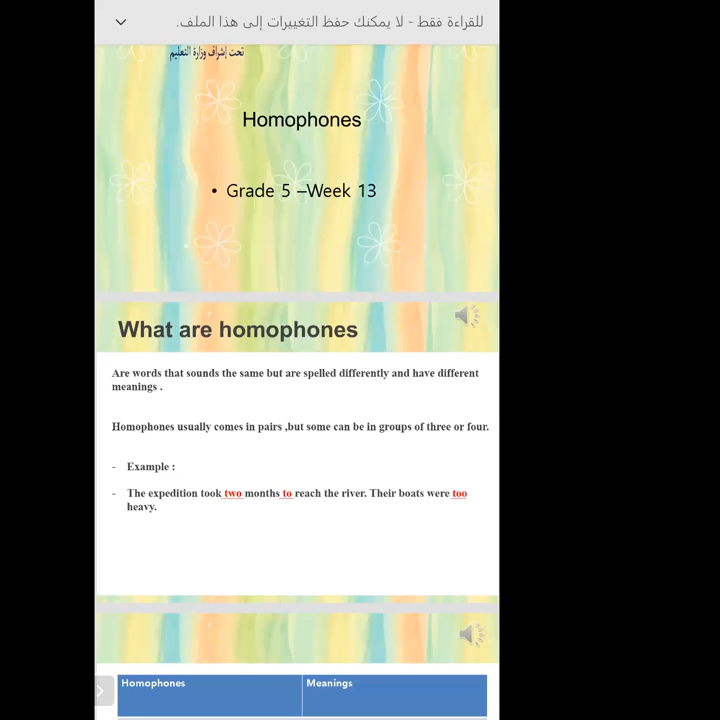 للقراءة فقط - لا يمكنك حفظ التغييرات إلى هذا الملف.
تحت إشراف وزارة التعليم
Homophones
• Grade 5 –Week 13
What are homophones
Are words that sounds the same but are spelled differently and have different
meanings .
Homophones usually comes in pairs ,but some can be in groups of three or four.
- Example :
- The expedition took two months to reach the river. Their boats were too
heavy.
Homophones Meanings